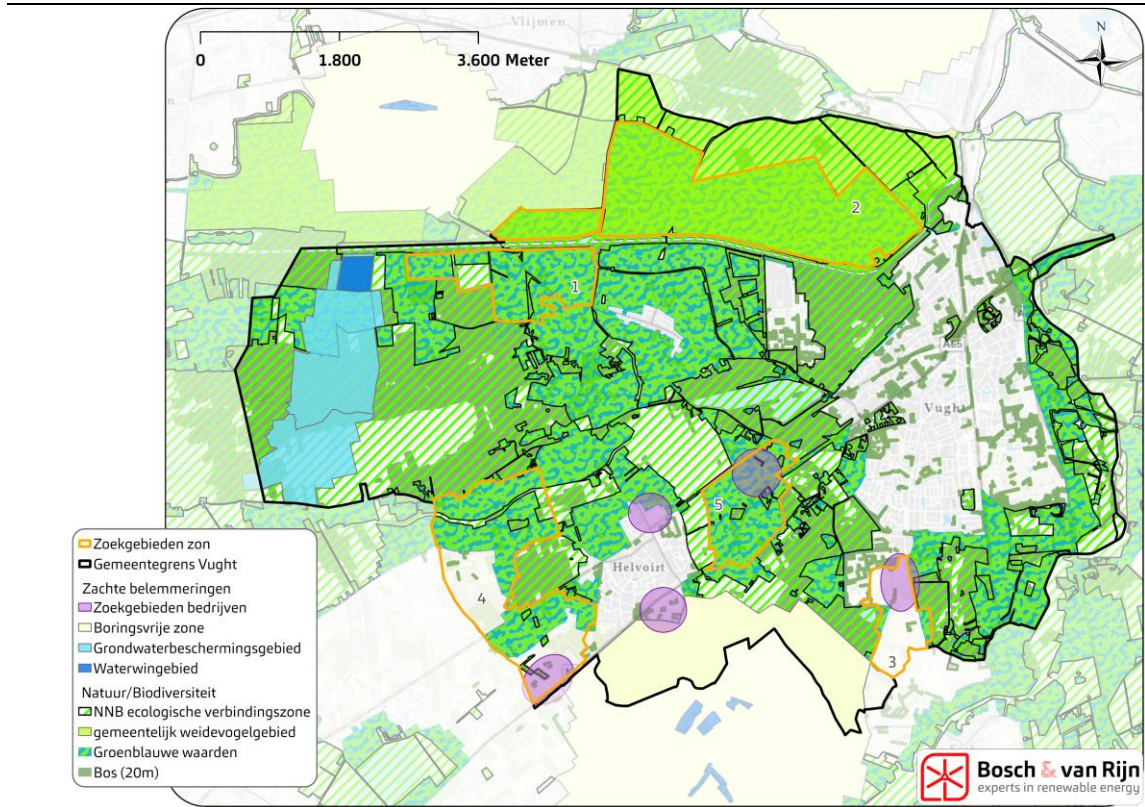 Vlijmen
N
0 1.800 3.600 Meter
2
1
A65
Vught
5
Helvoirt
4
3
Zoekgebieden zon
Gemeentegrens Vught
Zachte belemmeringen
Zoekgebieden bedrijven
Boringsvrije zone
Grondwaterbeschermingsgebied
Waterwingebied
Natuur/Biodiversiteit
NNB ecologische verbindingszone
gemeentelijk weidevogelgebied
Groenblauwe waarden
Bos (20m)
Bosch & van Rijn
experts in renewable energy